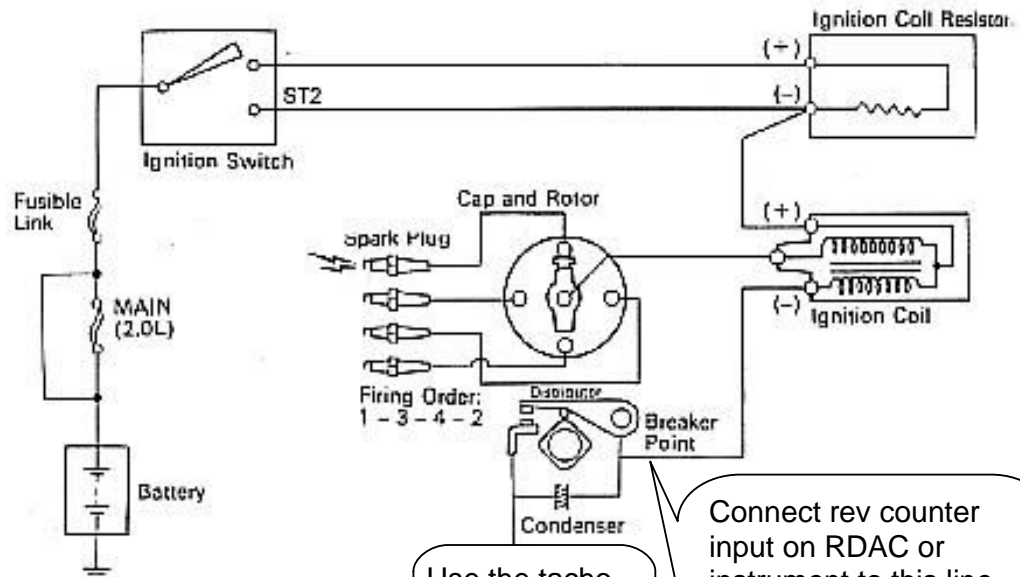 Ignition Coil Resistor
(+)
(-)
ST2
Ignition Switch
Fusible
Link
Cap and Rotor
Spark Plug
(+)
MAIN
(2.0L)
(-)
Ignition Coil
Firing Order:
1 - 3 - 4 - 2
Distributor
Breaker
Point
Battery
Condenser
Connect rev counter
input on RDAC or
instrument to this line
Use the tacho